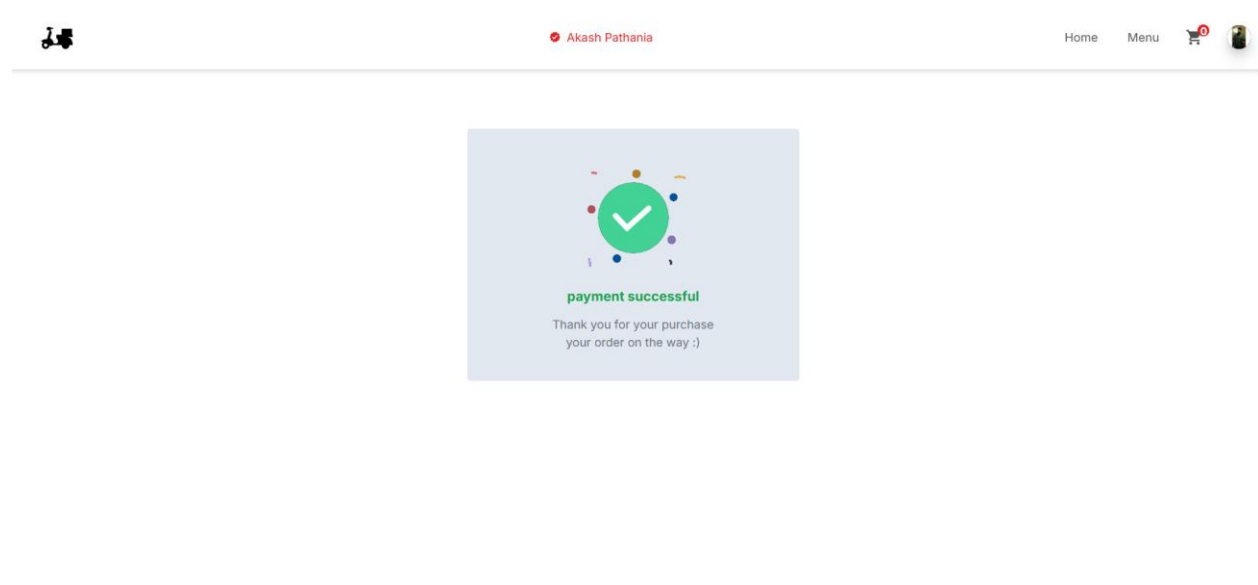 Akash Pathania
Home
Menu
0
payment successful
Thank you for your purchase
your order on the way :)